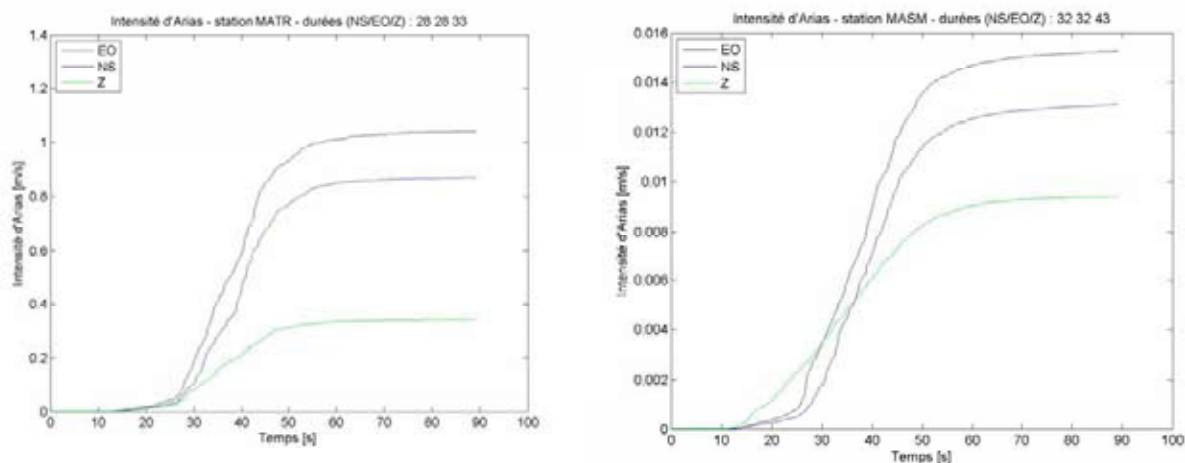 Intensité d'Arias - station MATR - durées (NS/EO/Z) : 28 28 33
1.4
1.2
1
0.8
0.6
0.4
0.2
0
Intensité d'Arias [m/s]
EO
NS
Z
0 10 20 30 40 50 60 70 80 90 100
Temps [s]
Intensité d'Arias - station MASM - durées (NS/EO/Z) : 32 32 43
0.016
0.014
0.012
0.01
0.008
0.006
0.004
0.002
0
Intensité d'Arias [m/s]
EO
NS
Z
0 10 20 30 40 50 60 70 80 90 100
Temps [s]